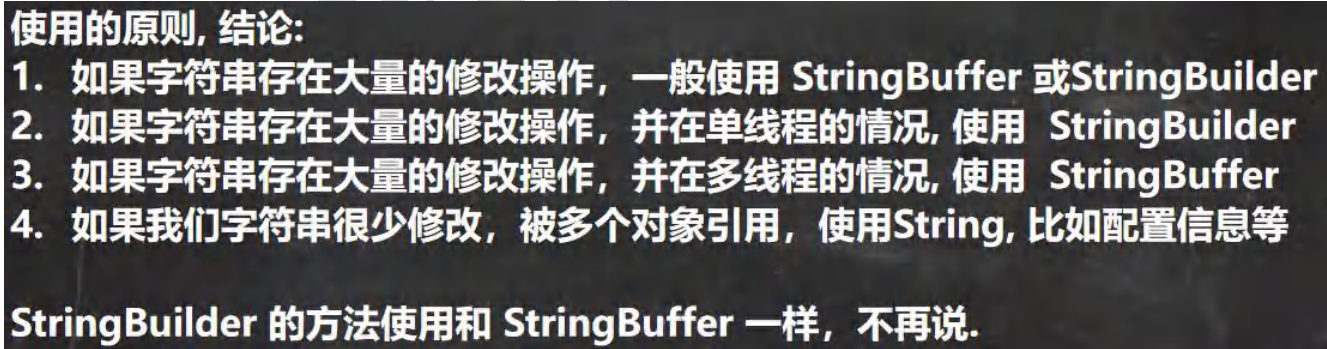 使用的原则, 结论:
1. 如果字符串存在大量的修改操作，一般使用 StringBuffer 或StringBuilder
2. 如果字符串存在大量的修改操作，并在单线程的情况, 使用 StringBuilder
3. 如果字符串存在大量的修改操作，并在多线程的情况, 使用 StringBuffer
4. 如果我们字符串很少修改，被多个对象引用，使用String, 比如配置信息等
StringBuilder 的方法使用和 StringBuffer 一样，不再说.